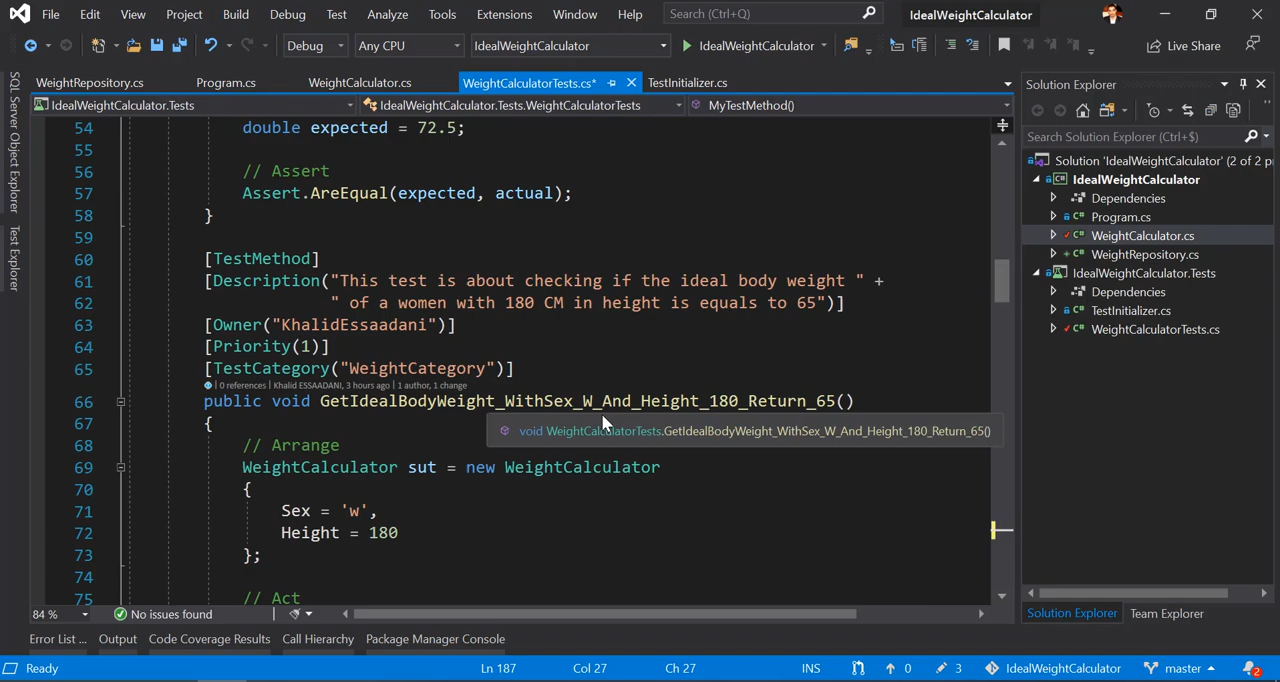 File Edit View Project Build Debug Test Analyze Tools Extensions Window Help Search (Ctrl+Q) IdealWeightCalculator
Debug Any CPU IdealWeightCalculator IdealWeightCalculator Live Share
WeightRepository.cs Program.cs WeightCalculator.cs WeightCalculatorTests.cs* TestInitializer.cs
IdealWeightCalculator.Tests IdealWeightCalculator.Tests.WeightCalculatorTests MyTestMethod()
SQL Server Object Explorer
Test Explorer
54 double expected = 72.5;
55
56 // Assert
57 Assert.AreEqual(expected, actual);
58 }
59
60 [TestMethod]
61 [Description("This test is about checking if the ideal body weight " +
62 " of a women with 180 CM in height is equals to 65")]
63 [Owner("KhalidEssaadani")]
64 [Priority(1)]
65 [TestCategory("WeightCategory")]
0 references | Khalid ESSAADANI, 3 hours ago | 1 author, 1 change
66 public void GetIdealBodyWeight_WithSex_W_And_Height_180_Return_65()
67 {
void WeightCalculatorTests.GetIdealBodyWeight_WithSex_W_And_Height_180_Return_65()
68 // Arrange
69 WeightCalculator sut = new WeightCalculator
70 {
71 Sex = 'w',
72 Height = 180
73 };
74
75 // Act
84 % No issues found
Solution Explorer
Search Solution Explorer (Ctrl+$)
Solution 'IdealWeightCalculator' (2 of 2 p
IdealWeightCalculator
Dependencies
C# Program.cs
C# WeightCalculator.cs
C# WeightRepository.cs
IdealWeightCalculator.Tests
Dependencies
C# TestInitializer.cs
C# WeightCalculatorTests.cs
Solution Explorer Team Explorer
Error List ... Output Code Coverage Results Call Hierarchy Package Manager Console
Ready Ln 187 Col 27 Ch 27 INS 0 3 IdealWeightCalculator master 2